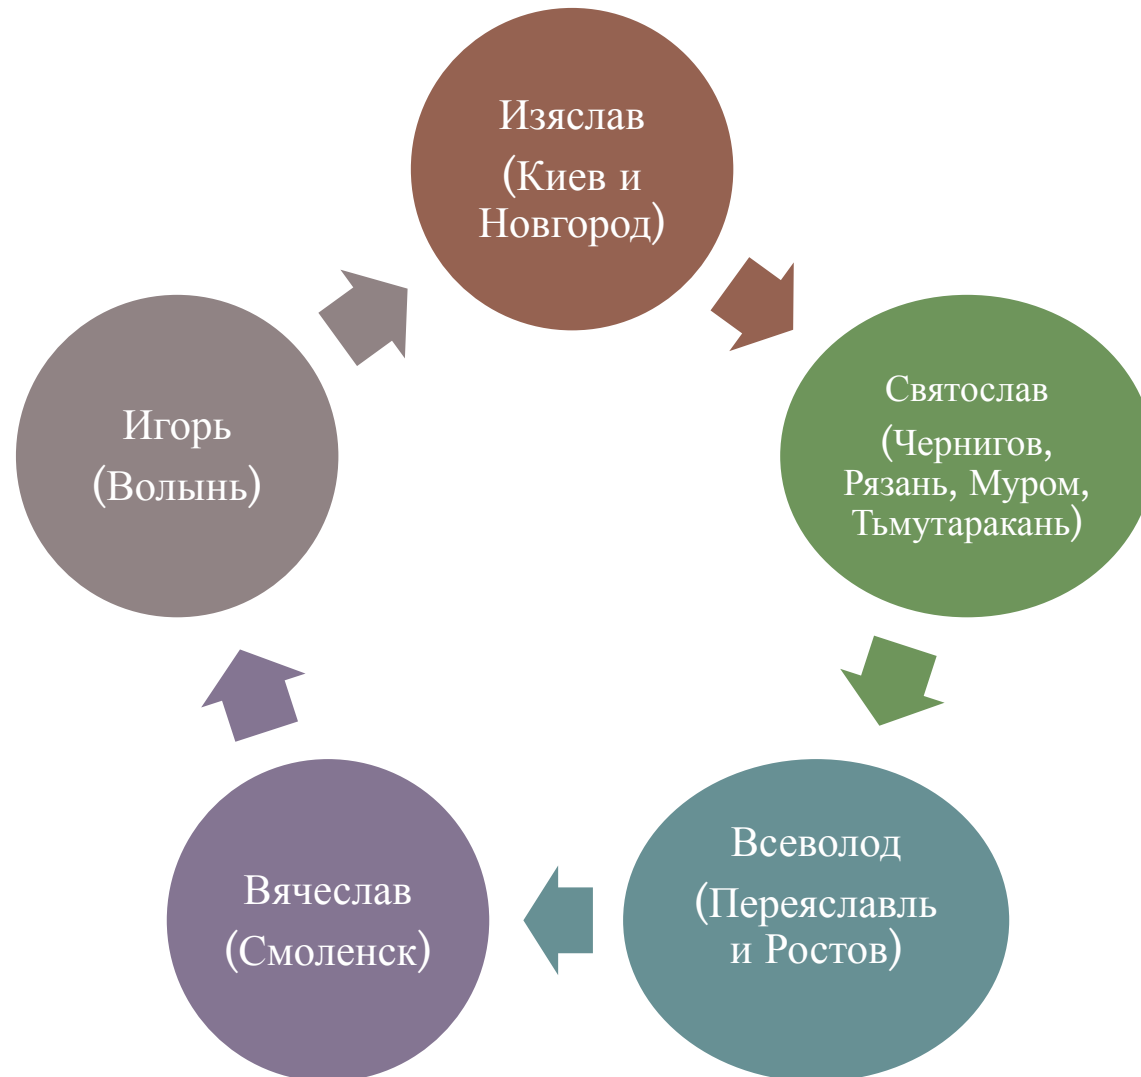 Изяслав
(Киев и
Новгород)
Святослав
(Чернигов,
Рязань, Муром,
Тьмутаракань)
Всеволод
(Переяславль
и Ростов)
Вячеслав
(Смоленск)
Игорь
(Волынь)